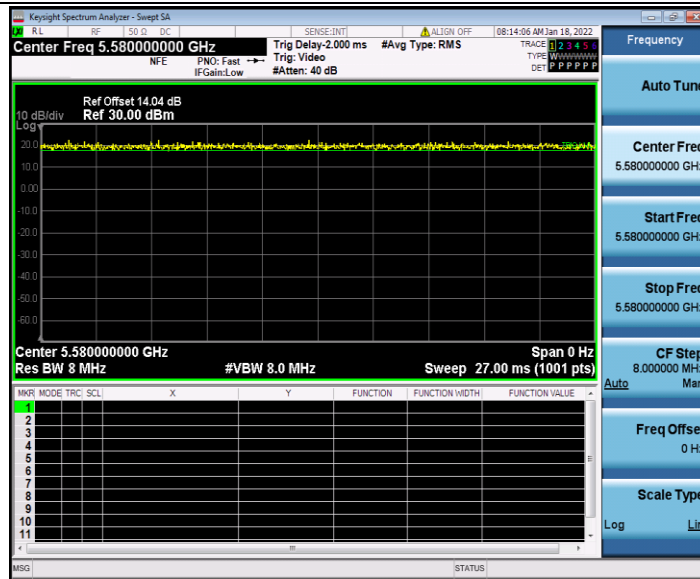 Keysight Spectrum Analyzer - Swept SA
RL RF 50 Ω DC SENSE:INT ALIGN OFF 08:14:06 AM Jan 18, 2022
Center Freq 5.580000000 GHz
NFE PNO: Fast IFGain:Low
Trig Delay-2.000 ms #Avg Type: RMS
Trig: Video
#Atten: 40 dB
TRACE 1 2 3 4 5 6
TYPE WWWWWW
DET P P P P P P
Frequency
Auto Tune
Center Freq
5.580000000 GHz
Start Freq
5.580000000 GHz
Stop Freq
5.580000000 GHz
CF Step
8.000000 MHz
Auto Man
Freq Offset
0 Hz
Scale Type
Log Lin
Ref Offset 14.04 dB
10 dB/div Ref 30.00 dBm
Log
20.0
10.0
0.00
-10.0
-20.0
-30.0
-40.0
-50.0
-60.0
Center 5.580000000 GHz Span 0 Hz
Res BW 8 MHz #VBW 8.0 MHz Sweep 27.00 ms (1001 pts)
MKR MODE TRC SCL X Y FUNCTION FUNCTION WIDTH FUNCTION VALUE
1
2
3
4
5
6
7
8
9
10
11
MSG STATUS